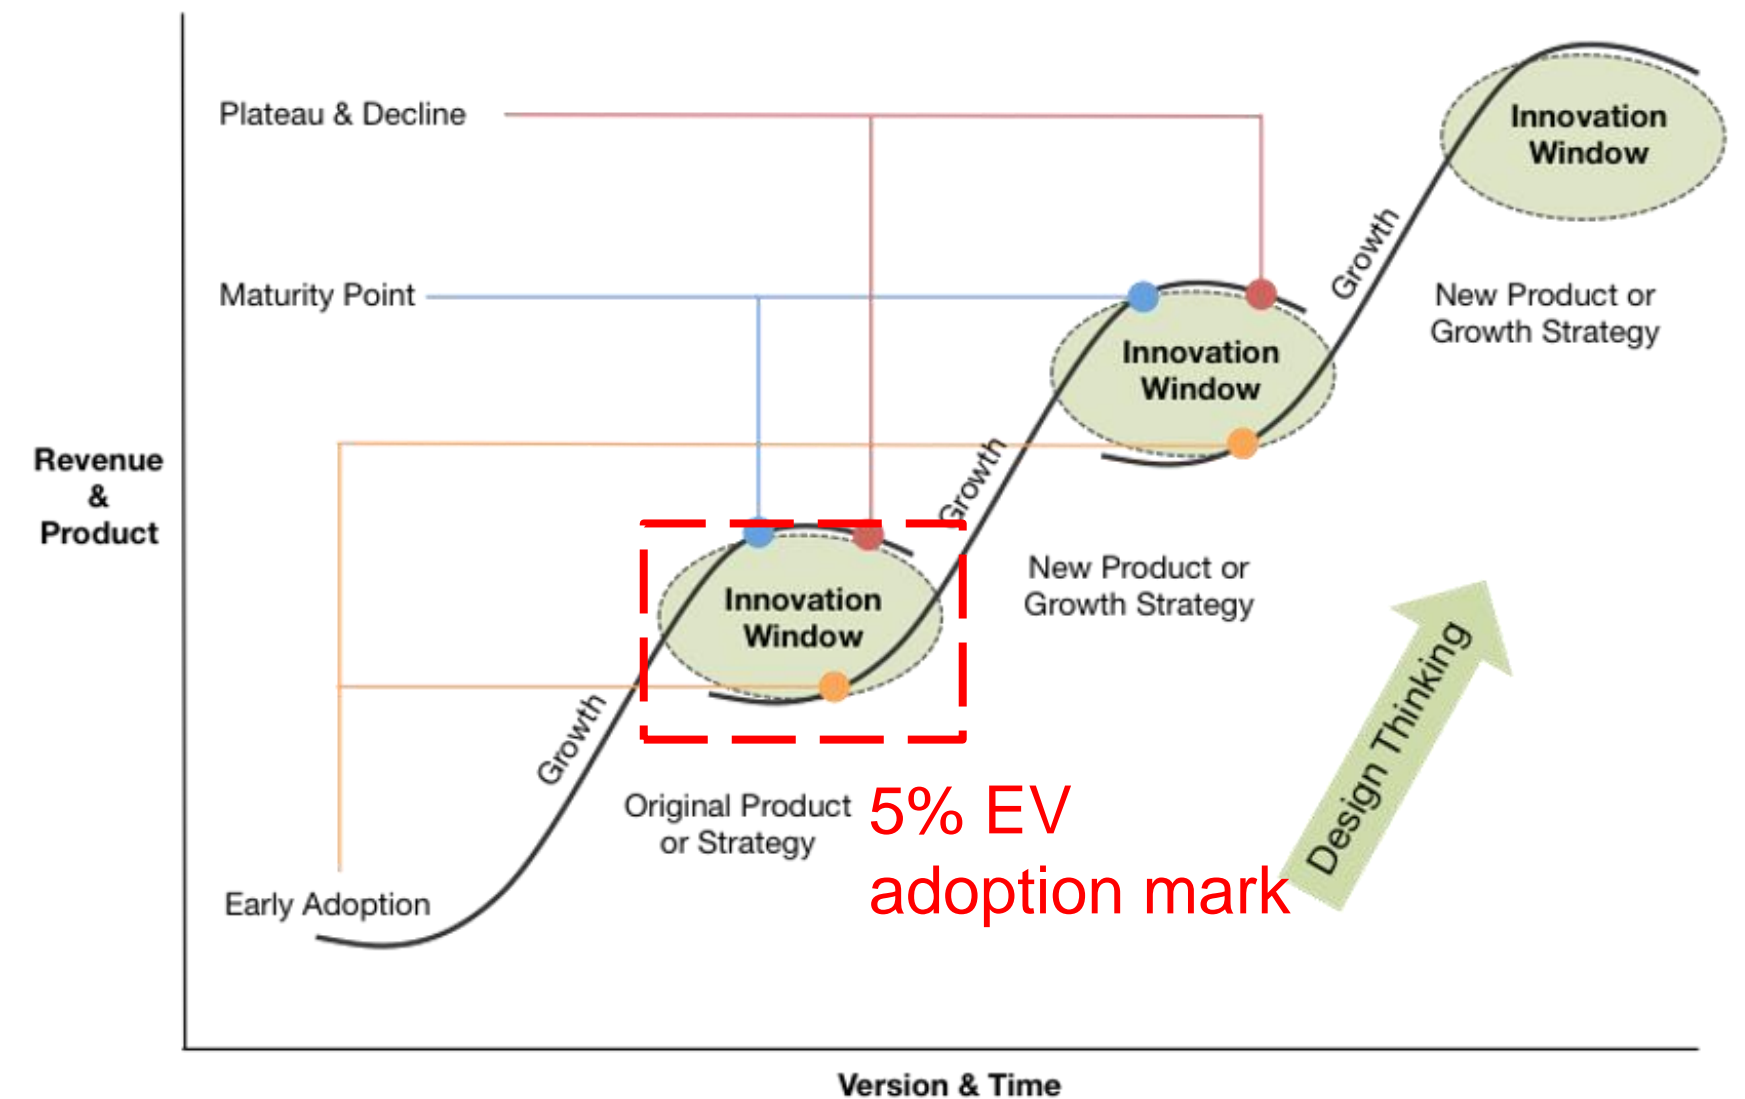 Plateau & Decline
Innovation
Window
Growth
Maturity Point
New Product or
Growth Strategy
Innovation
Window
Revenue
&
Product
Growth
Innovation
Window
New Product or
Growth Strategy
Growth
Original Product
or Strategy
5% EV
adoption mark
Design Thinking
Early Adoption
Version & Time